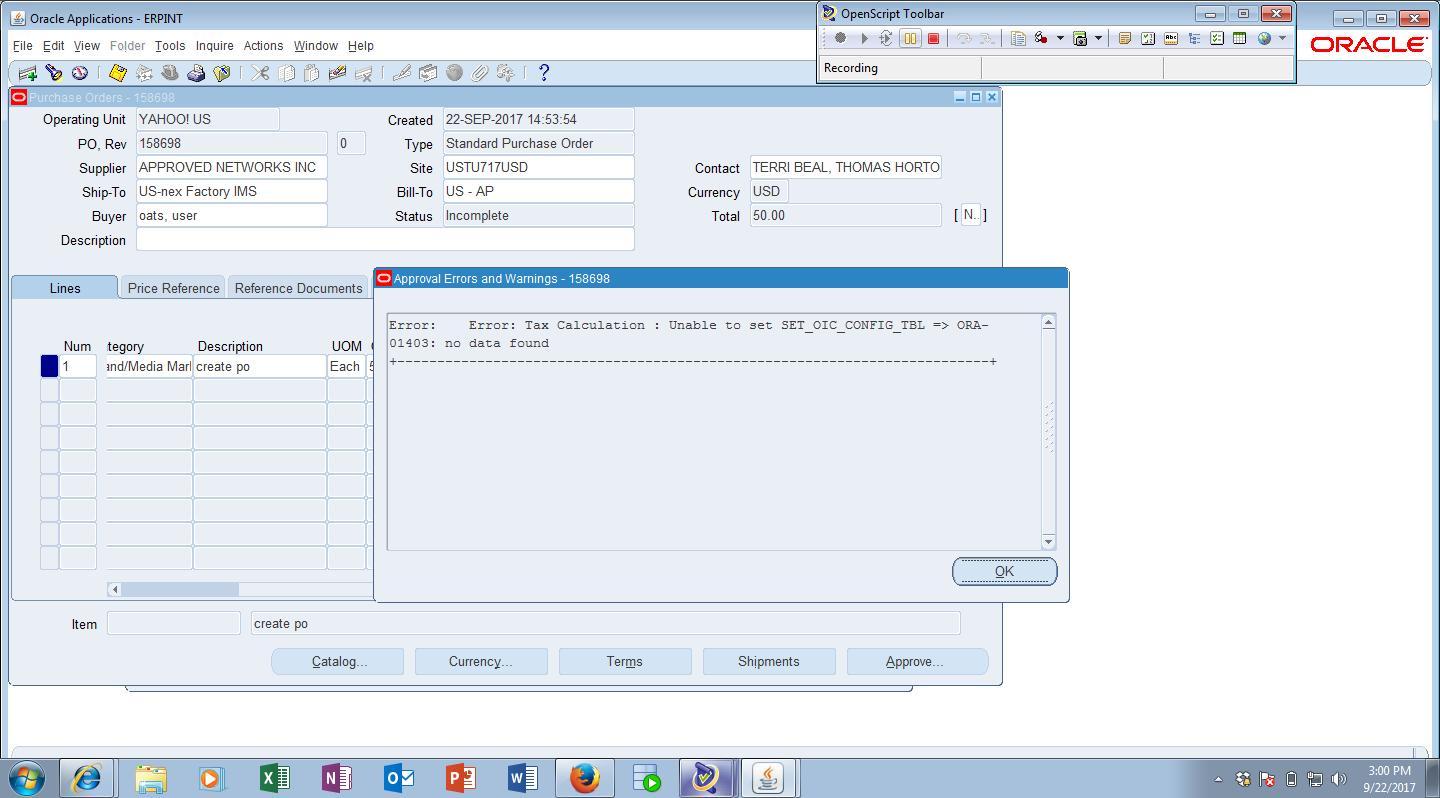 Oracle Applications - ERPINT
OpenScript Toolbar
File Edit View Folder Tools Inquire Actions Window Help
ORACLE
Recording
Purchase Orders - 158698
Operating Unit YAHOO! US Created 22-SEP-2017 14:53:54
PO, Rev 158698 0 Type Standard Purchase Order
Supplier APPROVED NETWORKS INC Site USTU717USD Contact TERRI BEAL, THOMAS HORTO
Ship-To US-nex Factory IMS Bill-To US - AP Currency USD
Buyer oats, user Status Incomplete Total 50.00 [ N.. ]
Description
Lines Price Reference Reference Documents
Approval Errors and Warnings - 158698
Error: Error: Tax Calculation : Unable to set SET_OIC_CONFIG_TBL => ORA-
01403: no data found
+--------------------------------------------------------------------------+
Num tegory Description UOM
1 and/Media Mar create po Each 5
OK
Item create po
Catalog... Currency... Terms Shipments Approve...
3:00 PM
9/22/2017